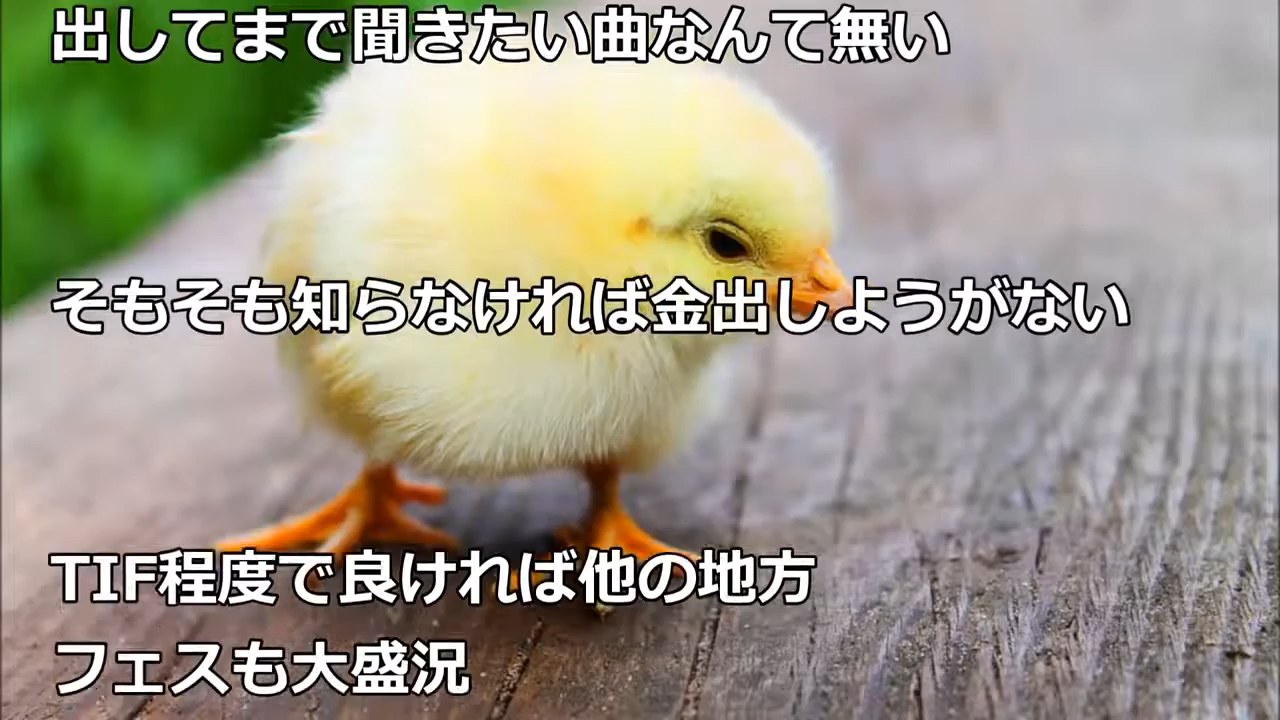 出してまで聞きたい曲なんて無い
そもそも知らなければ金出しようがない
TIF程度で良ければ他の地方
フェスも大盛況